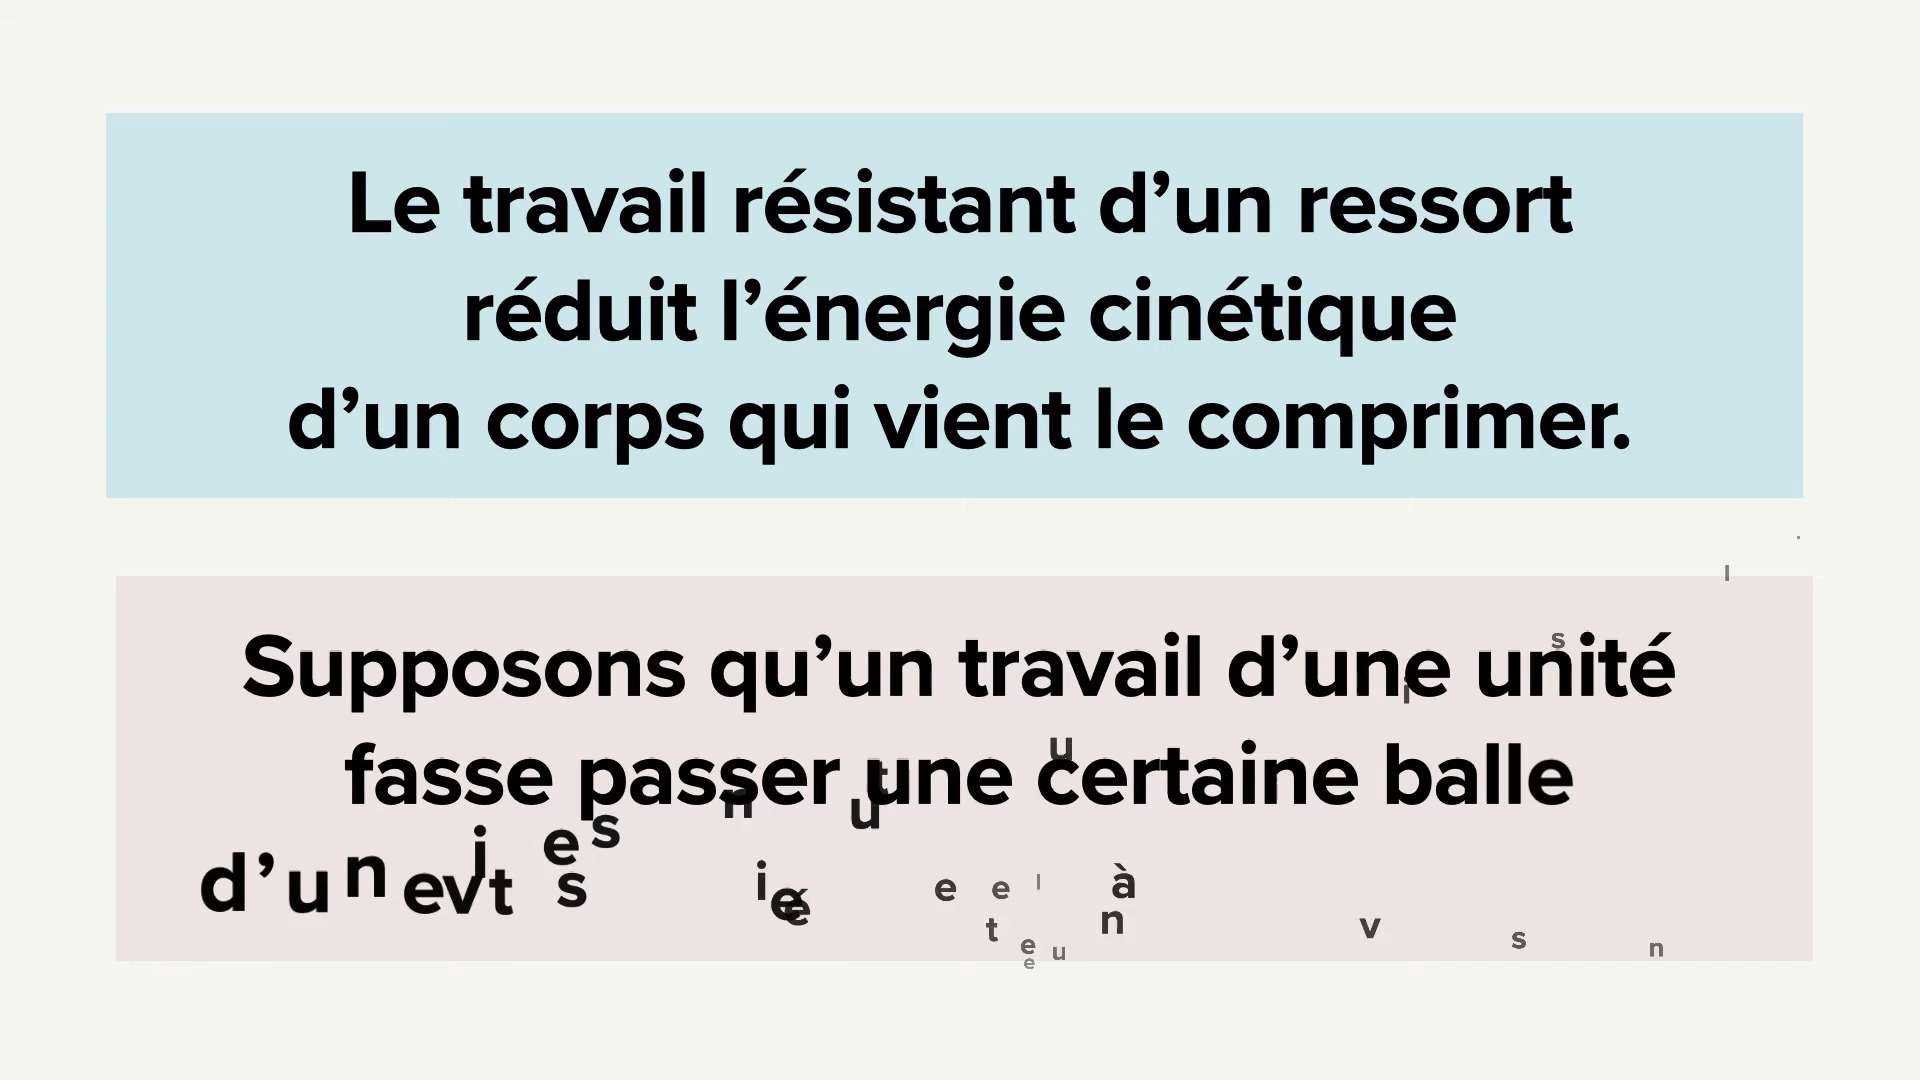 Le travail résistant d’un ressort
réduit l’énergie cinétique
d’un corps qui vient le comprimer.
Supposons qu’un travail d’une unité
fasse passer une certaine balle
d’une